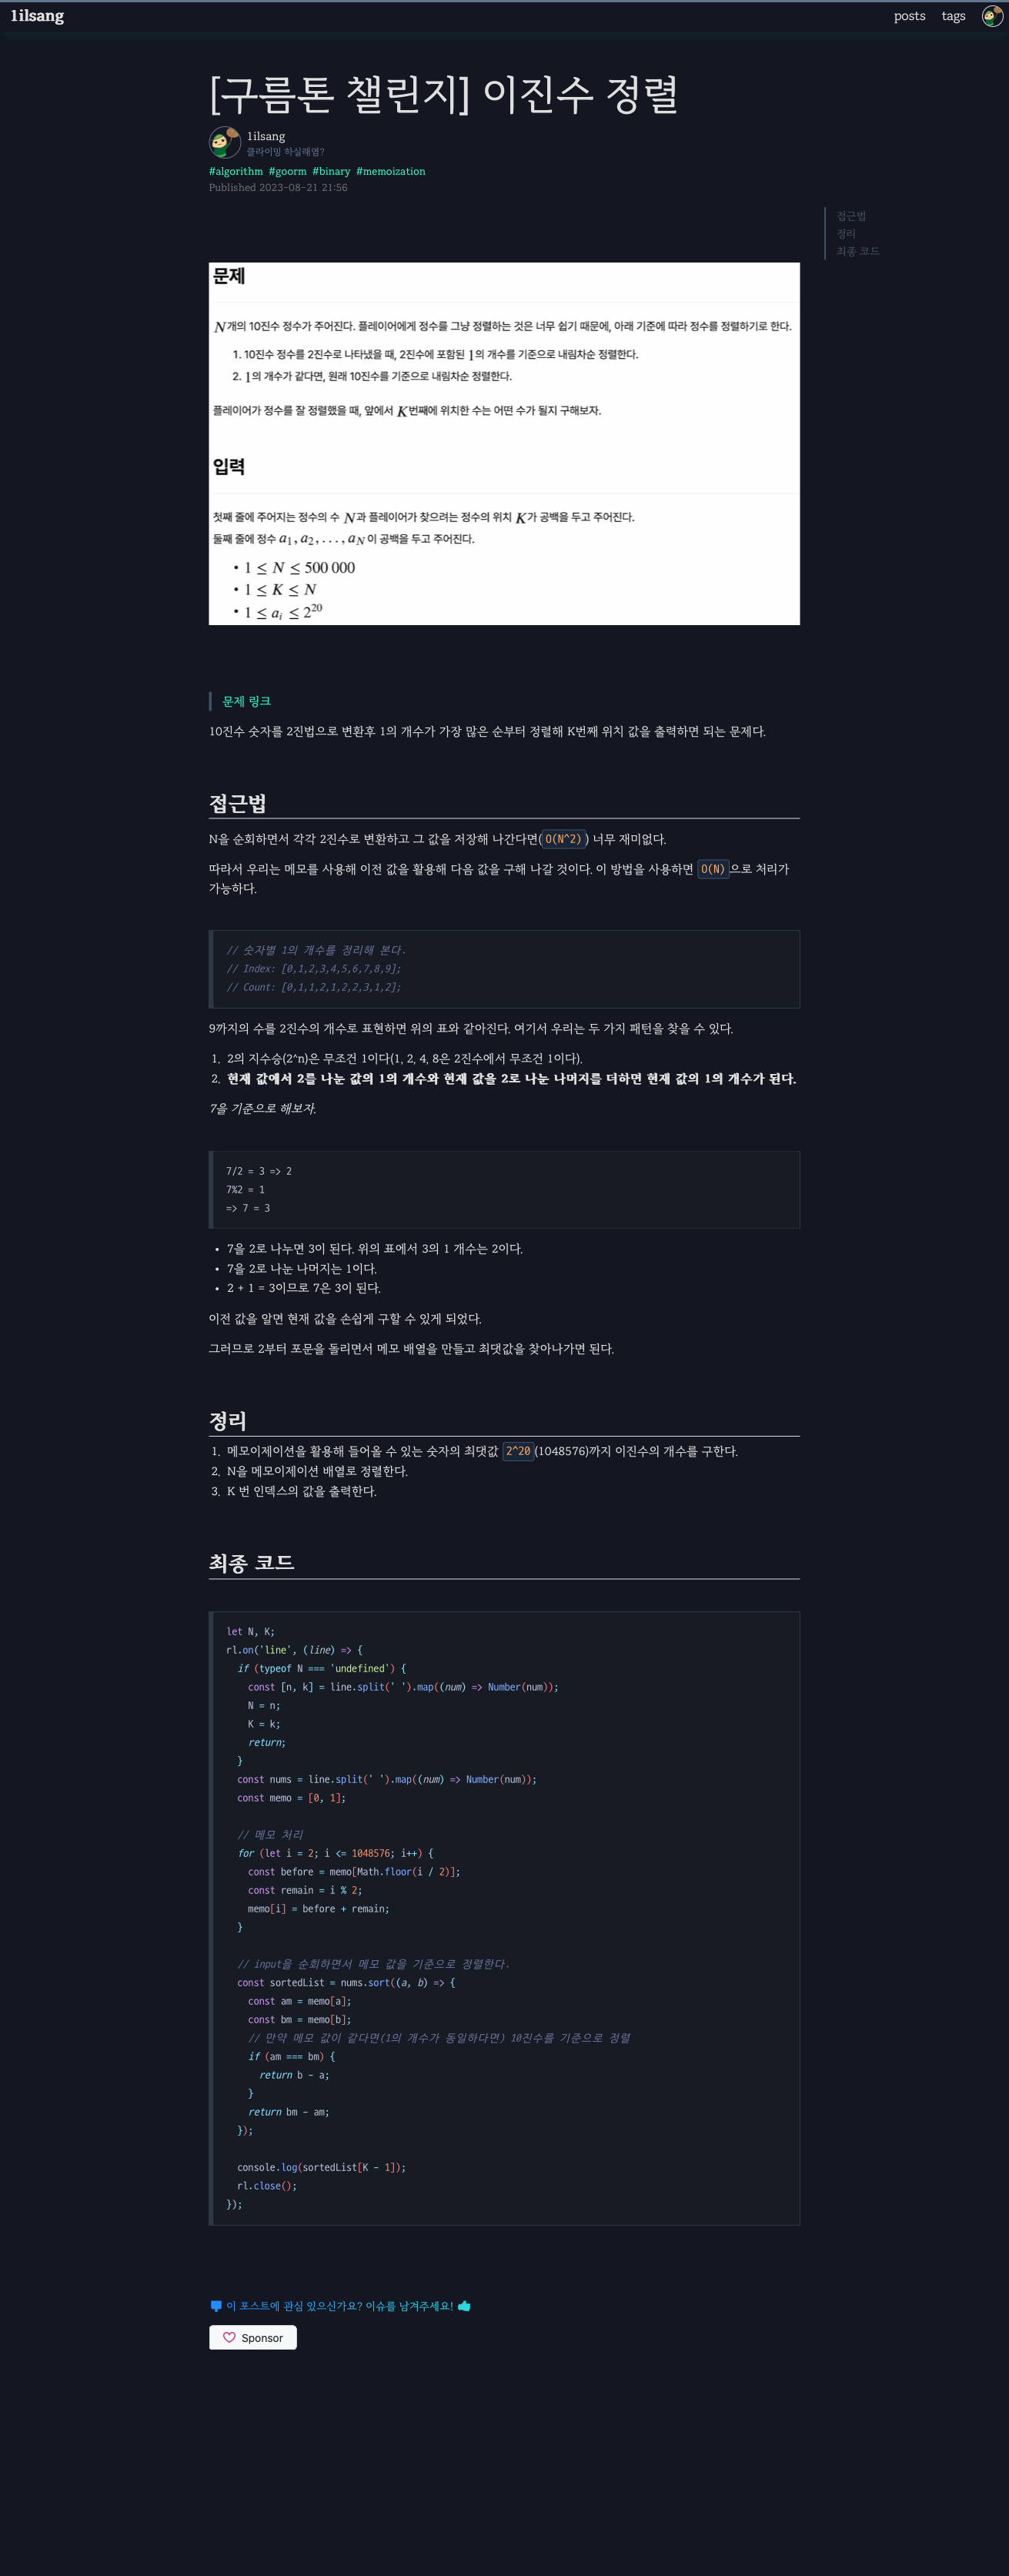 1ilsang
posts tags
[구름톤 챌린지] 이진수 정렬
1ilsang
클라이밍 하실래염?
#algorithm #goorm #binary #memoization
Published 2023-08-21 21:56
접근법
정리
최종 코드
문제
N개의 10진수 정수가 주어진다. 플레이어에게 정수를 그냥 정렬하는 것은 너무 쉽기 때문에, 아래 기준에 따라 정수를 정렬하기로 한다.
1. 10진수 정수를 2진수로 나타냈을 때, 2진수에 포함된 1의 개수를 기준으로 내림차순 정렬한다.
2. 1의 개수가 같다면, 원래 10진수를 기준으로 내림차순 정렬한다.
플레이어가 정수를 잘 정렬했을 때, 앞에서 K번째에 위치한 수는 어떤 수가 될지 구해보자.
입력
첫째 줄에 주어지는 정수의 수 N과 플레이어가 찾으려는 정수의 위치 K가 공백을 두고 주어진다.
둘째 줄에 정수 a₁, a₂, . . . , a_N이 공백을 두고 주어진다.
• 1 ≤ N ≤ 500 000
• 1 ≤ K ≤ N
• 1 ≤ aᵢ ≤ 2²⁰
문제 링크
10진수 숫자를 2진법으로 변환후 1의 개수가 가장 많은 순부터 정렬해 K번째 위치 값을 출력하면 되는 문제다.
접근법
N을 순회하면서 각각 2진수로 변환하고 그 값을 저장해 나간다면(O(N^2)) 너무 재미없다.
따라서 우리는 메모를 사용해 이전 값을 활용해 다음 값을 구해 나갈 것이다. 이 방법을 사용하면 O(N)으로 처리가
가능하다.
// 숫자별 1의 개수를 정리해 본다.
// Index: [0,1,2,3,4,5,6,7,8,9];
// Count: [0,1,1,2,1,2,2,3,1,2];
9까지의 수를 2진수의 개수로 표현하면 위의 표와 같아진다. 여기서 우리는 두 가지 패턴을 찾을 수 있다.
1. 2의 지수승(2^n)은 무조건 1이다(1, 2, 4, 8은 2진수에서 무조건 1이다).
2. 현재 값에서 2를 나눈 값의 1의 개수와 현재 값을 2로 나눈 나머지를 더하면 현재 값의 1의 개수가 된다.
7을 기준으로 해보자.
7/2 = 3 => 2
7%2 = 1
=> 7 = 3
• 7을 2로 나누면 3이 된다. 위의 표에서 3의 1 개수는 2이다.
• 7을 2로 나눈 나머지는 1이다.
• 2 + 1 = 3이므로 7은 3이 된다.
이전 값을 알면 현재 값을 손쉽게 구할 수 있게 되었다.
그러므로 2부터 포문을 돌리면서 메모 배열을 만들고 최댓값을 찾아나가면 된다.
정리
1. 메모이제이션을 활용해 들어올 수 있는 숫자의 최댓값 2^20(1048576)까지 이진수의 개수를 구한다.
2. N을 메모이제이션 배열로 정렬한다.
3. K 번 인덱스의 값을 출력한다.
최종 코드
let N, K;
rl.on('line', (line) => {
  if (typeof N === 'undefined') {
    const [n, k] = line.split(' ').map((num) => Number(num));
    N = n;
    K = k;
    return;
  }
  const nums = line.split(' ').map((num) => Number(num));
  const memo = [0, 1];
  // 메모 처리
  for (let i = 2; i <= 1048576; i++) {
    const before = memo[Math.floor(i / 2)];
    const remain = i % 2;
    memo[i] = before + remain;
  }
  // input을 순회하면서 메모 값을 기준으로 정렬한다.
  const sortedList = nums.sort((a, b) => {
    const am = memo[a];
    const bm = memo[b];
    // 만약 메모 값이 같다면(1의 개수가 동일하다면) 10진수를 기준으로 정렬
    if (am === bm) {
      return b - a;
    }
    return bm - am;
  });
  console.log(sortedList[K - 1]);
  rl.close();
});
이 포스트에 관심 있으신가요? 이슈를 남겨주세요!
Sponsor